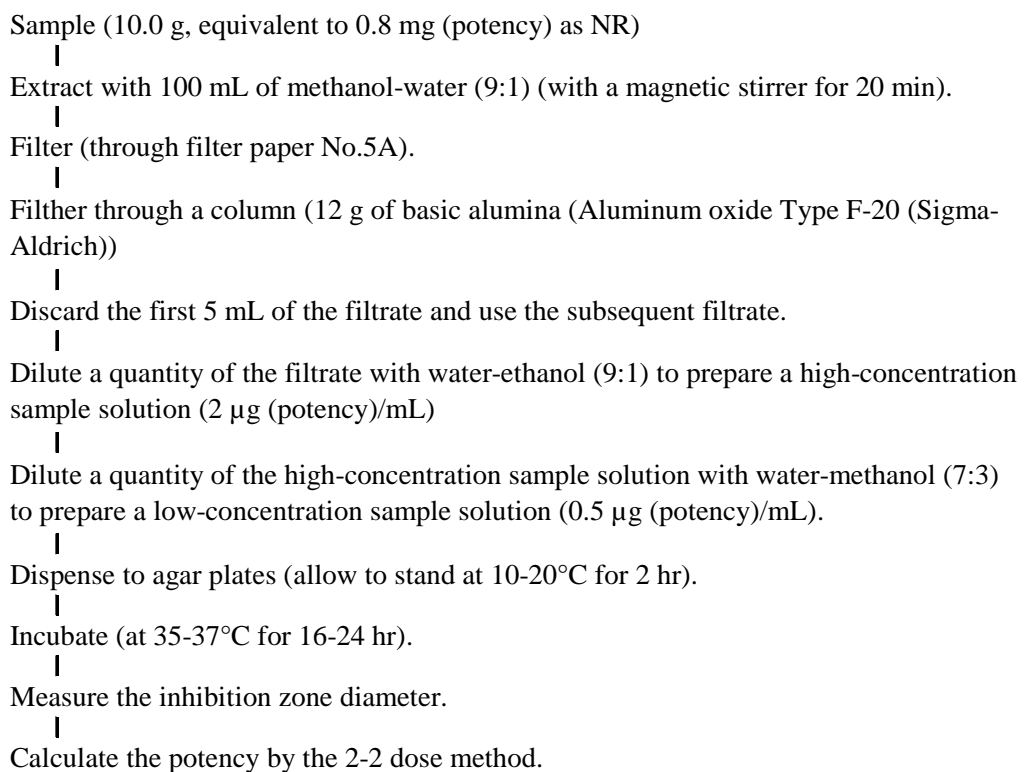 Sample (10.0 g, equivalent to 0.8 mg (potency) as NR)
Extract with 100 mL of methanol-water (9:1) (with a magnetic stirrer for 20 min).
Filter (through filter paper No.5A).
Filther through a column (12 g of basic alumina (Aluminum oxide Type F-20 (Sigma-
Aldrich))
Discard the first 5 mL of the filtrate and use the subsequent filtrate.
Dilute a quantity of the filtrate with water-ethanol (9:1) to prepare a high-concentration
sample solution (2 µg (potency)/mL)
Dilute a quantity of the high-concentration sample solution with water-methanol (7:3)
to prepare a low-concentration sample solution (0.5 µg (potency)/mL).
Dispense to agar plates (allow to stand at 10-20°C for 2 hr).
Incubate (at 35-37°C for 16-24 hr).
Measure the inhibition zone diameter.
Calculate the potency by the 2-2 dose method.